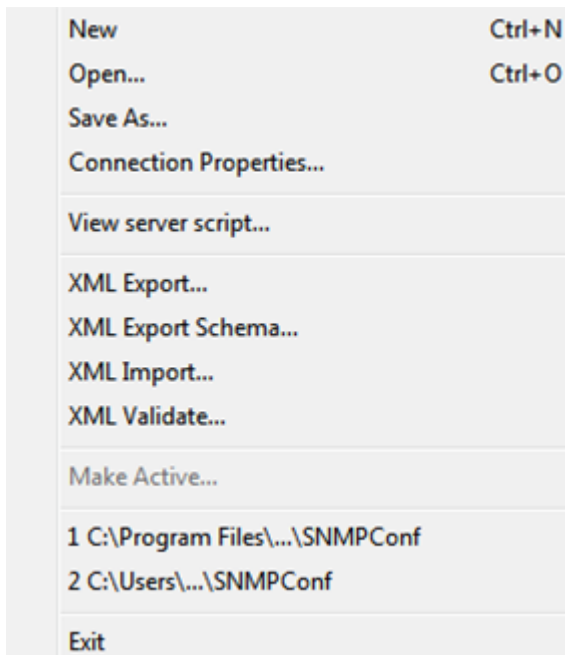 New Ctrl+N
Open... Ctrl+O
Save As...
Connection Properties...
View server script...
XML Export...
XML Export Schema...
XML Import...
XML Validate...
Make Active...
1 C:\Program Files\...\SNMPConf
2 C:\Users\...\SNMPConf
Exit